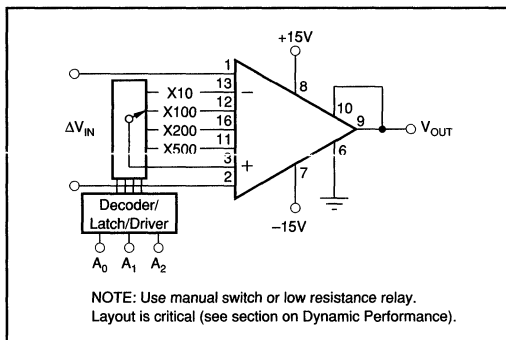 +15V
1
13
X10
−
8
X100
12
10
ΔV_IN
X200
16
9
V_OUT
X500
11
6
3
+
2
7
Decoder/
Latch/Driver
−15V
A_0 A_1 A_2
NOTE: Use manual switch or low resistance relay.
Layout is critical (see section on Dynamic Performance).